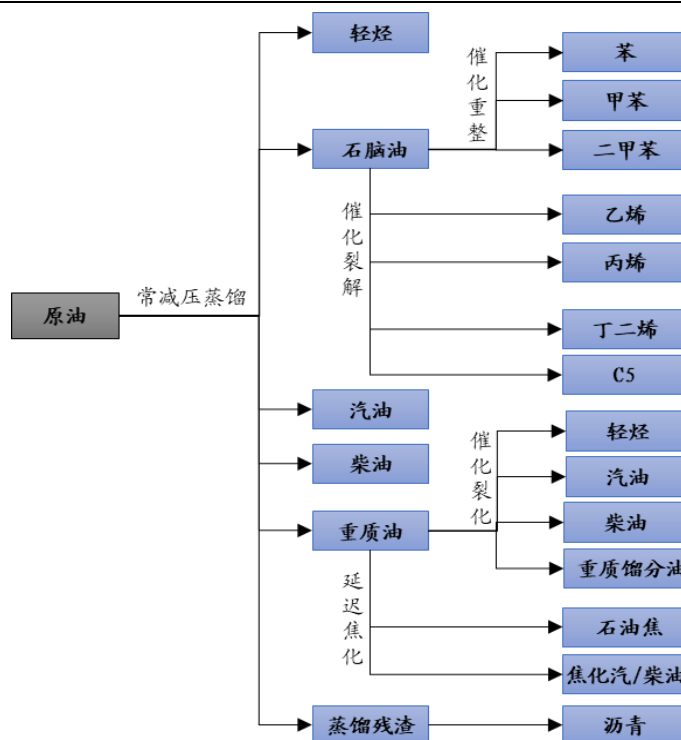 轻烃
苯
催化重整
甲苯
石脑油
二甲苯
乙烯
催化裂解
丙烯
常减压蒸馏
原油
丁二烯
C5
汽油
轻烃
催化裂化
柴油
汽油
重质油
柴油
重质馏分油
延迟焦化
石油焦
焦化汽/柴油
蒸馏残渣
沥青